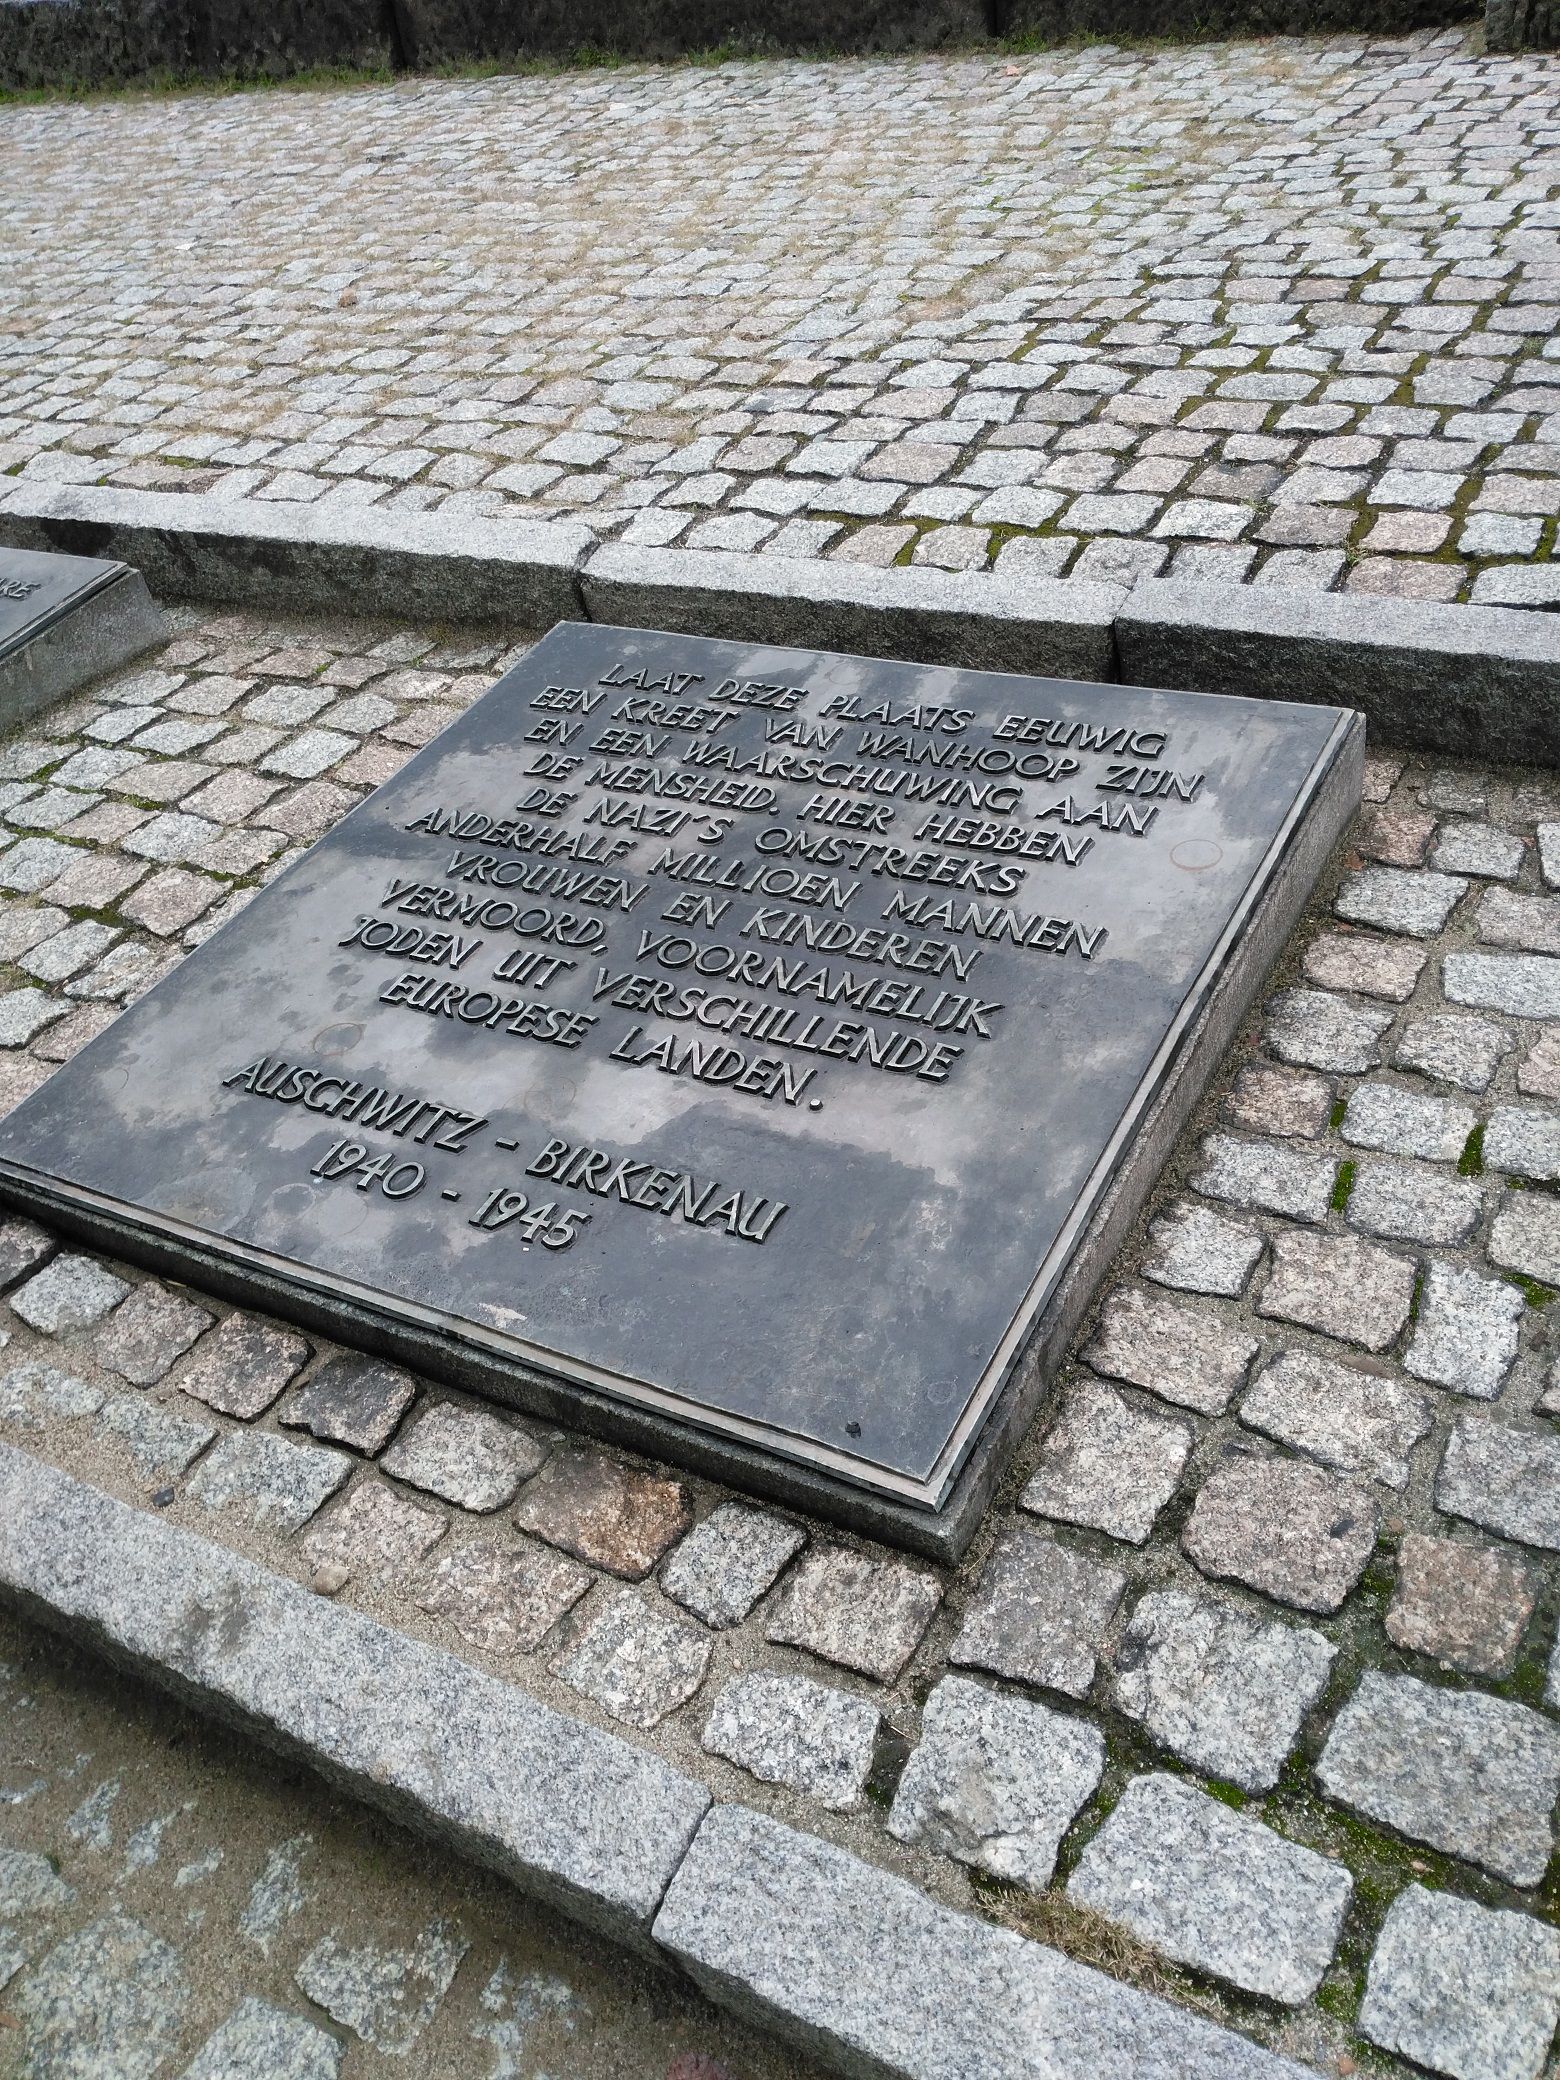 LAAT DEZE PLAATS EEUWIG
EEN KREET VAN WANHOOP ZIJN
EN EEN WAARSCHUWING AAN
DE MENSHEID. HIER HEBBEN
DE NAZI'S OMSTREEKS
ANDERHALF MILLIOEN MANNEN
VROUWEN EN KINDEREN
VERMOORD, VOORNAMELIJK
JODEN UIT VERSCHILLENDE
EUROPESE LANDEN.
AUSCHWITZ - BIRKENAU
1940 - 1945